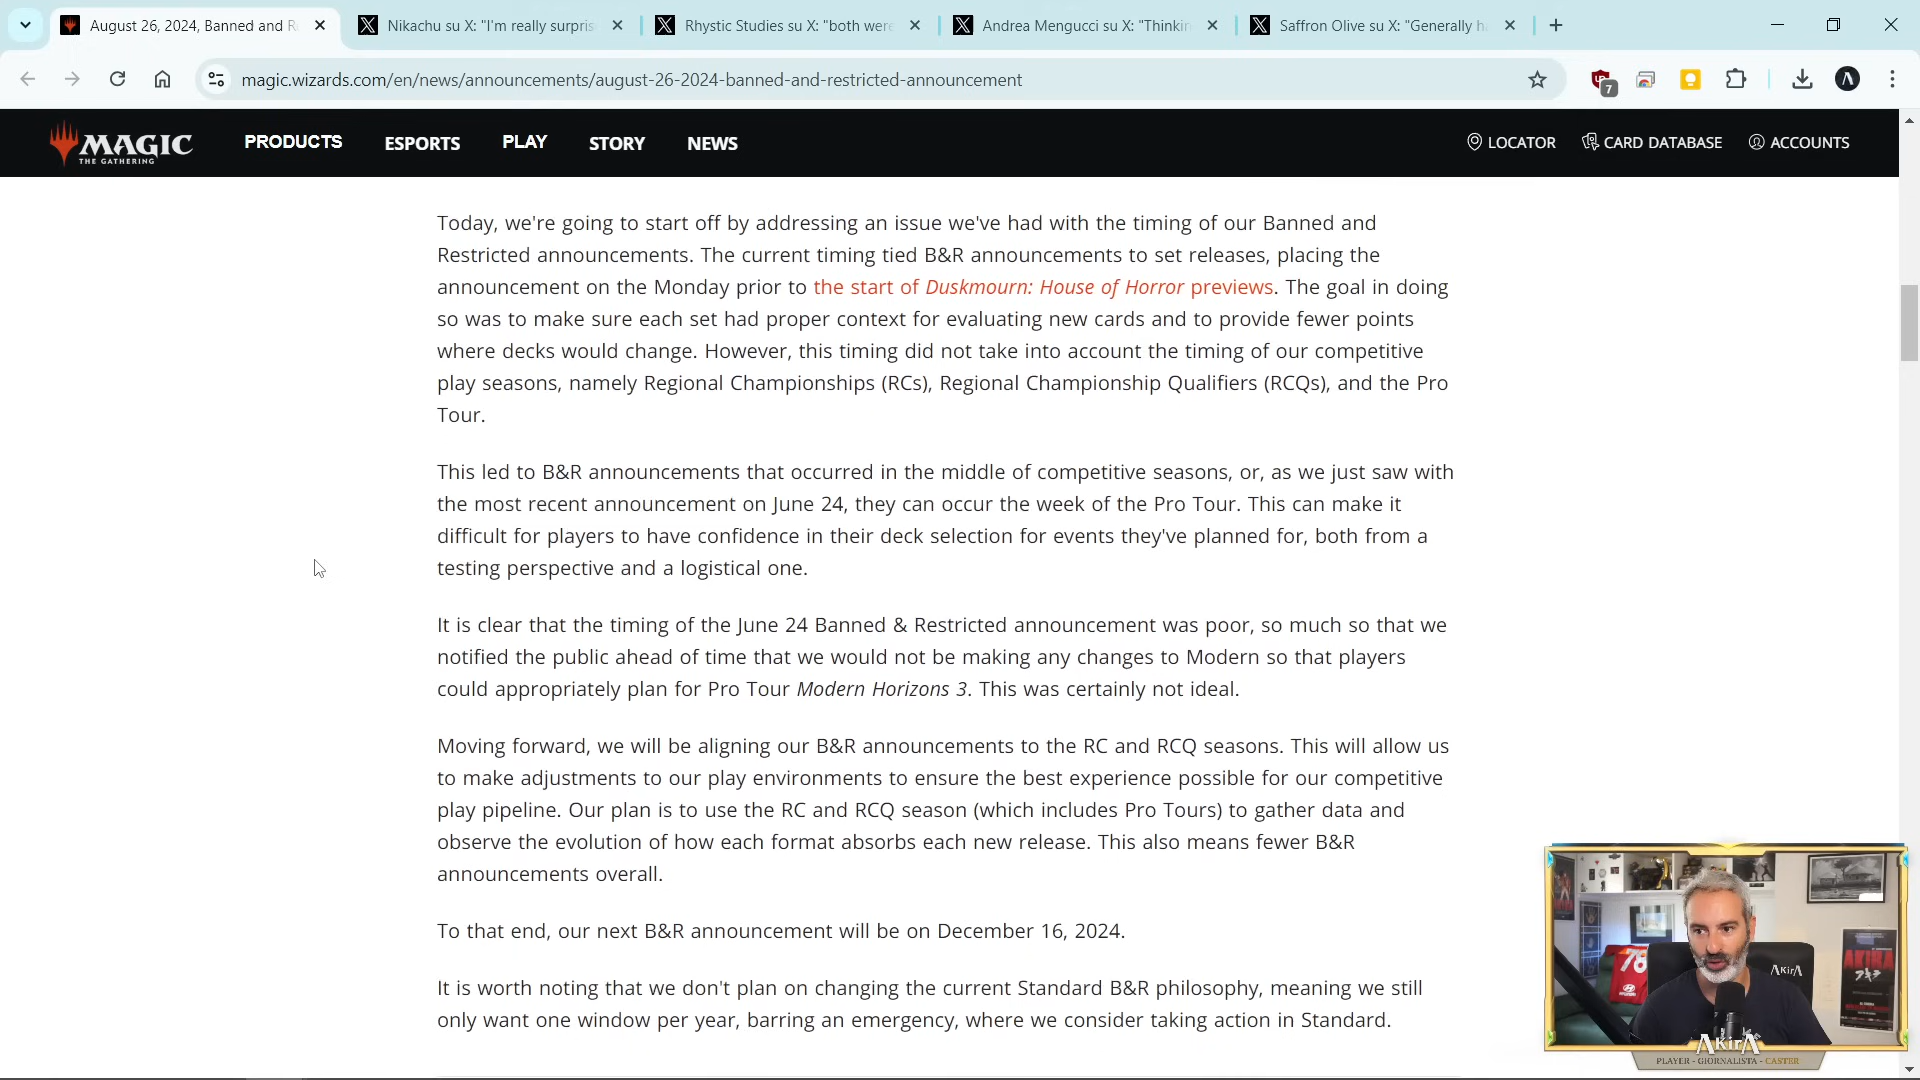 August 26, 2024, Banned and R
Nikachu su X: "I'm really surpris
Rhystic Studies su X: "both were
Andrea Mengucci su X: "Thinkin
Saffron Olive su X: "Generally ha
magic.wizards.com/en/news/announcements/august-26-2024-banned-and-restricted-announcement
7
MAGIC
THE GATHERING
PRODUCTS
ESPORTS
PLAY
STORY
NEWS
LOCATOR
CARD DATABASE
ACCOUNTS
Today, we're going to start off by addressing an issue we've had with the timing of our Banned and
Restricted announcements. The current timing tied B&R announcements to set releases, placing the
announcement on the Monday prior to the start of Duskmourn: House of Horror previews. The goal in doing
so was to make sure each set had proper context for evaluating new cards and to provide fewer points
where decks would change. However, this timing did not take into account the timing of our competitive
play seasons, namely Regional Championships (RCs), Regional Championship Qualifiers (RCQs), and the Pro
Tour.
This led to B&R announcements that occurred in the middle of competitive seasons, or, as we just saw with
the most recent announcement on June 24, they can occur the week of the Pro Tour. This can make it
difficult for players to have confidence in their deck selection for events they've planned for, both from a
testing perspective and a logistical one.
It is clear that the timing of the June 24 Banned & Restricted announcement was poor, so much so that we
notified the public ahead of time that we would not be making any changes to Modern so that players
could appropriately plan for Pro Tour Modern Horizons 3. This was certainly not ideal.
Moving forward, we will be aligning our B&R announcements to the RC and RCQ seasons. This will allow us
to make adjustments to our play environments to ensure the best experience possible for our competitive
play pipeline. Our plan is to use the RC and RCQ season (which includes Pro Tours) to gather data and
observe the evolution of how each format absorbs each new release. This also means fewer B&R
announcements overall.
To that end, our next B&R announcement will be on December 16, 2024.
It is worth noting that we don't plan on changing the current Standard B&R philosophy, meaning we still
only want one window per year, barring an emergency, where we consider taking action in Standard.
78
AKirA
AKIRA
AKirA
PLAYER - GIORNALISTA - CASTER